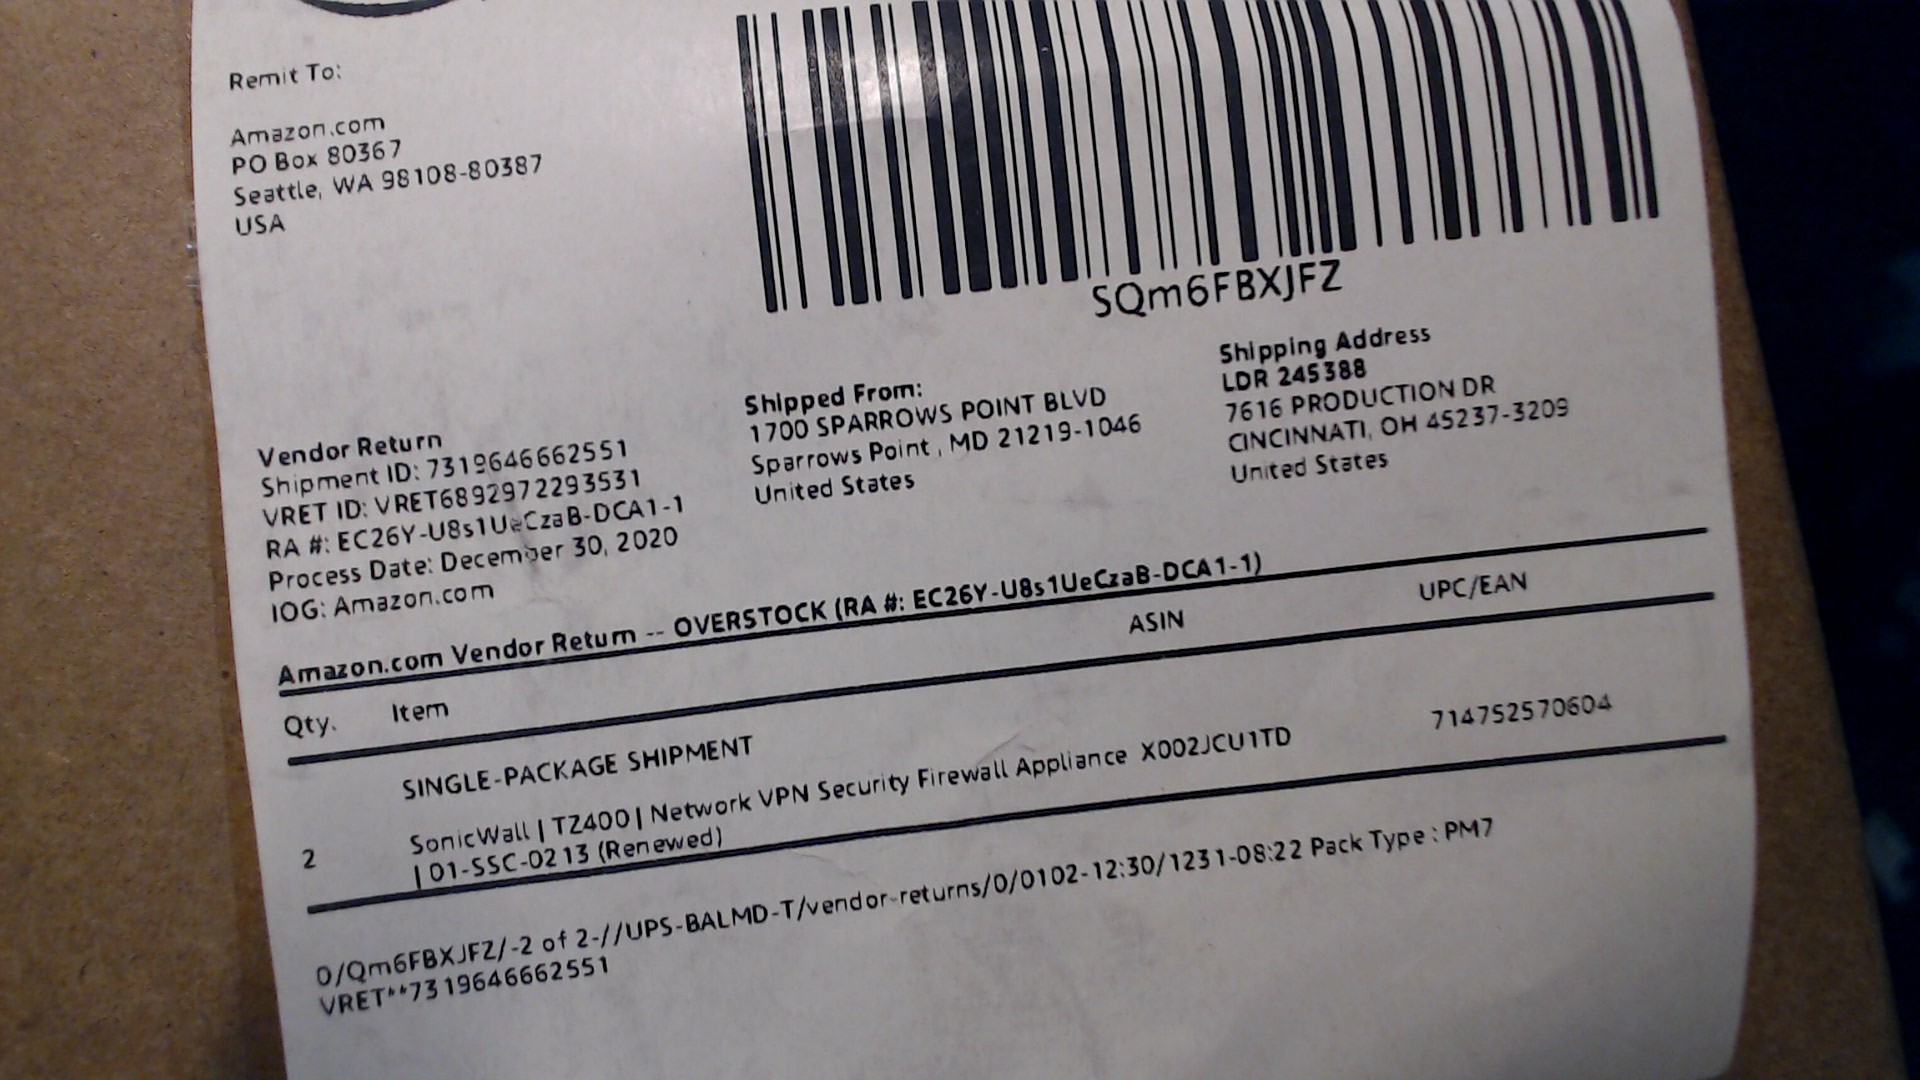 Remit To:
Amazon.com
PO Box 80367
Seattle, WA 98108-80387
USA
SQm6FBXJFZ
Vendor Return
Shipment ID: 7319646662551
VRET ID: VRET6892972293531
RA #: EC26Y-U8s1UeCzaB-DCA1-1
Process Date: December 30, 2020
IOG: Amazon.com
Shipped From:
1700 SPARROWS POINT BLVD
Sparrows Point , MD 21219-1046
United States
Shipping Address
LDR 245388
7616 PRODUCTION DR
CINCINNATI, OH 45237-3209
United States
Amazon.com Vendor Return -- OVERSTOCK (RA #: EC26Y-U8s1UeCzaB-DCA1-1)
Qty. Item ASIN UPC/EAN
SINGLE-PACKAGE SHIPMENT
2 SonicWall | TZ400 | Network VPN Security Firewall Appliance X002JCU1TD 714752570604
| 01-SSC-0213 (Renewed)
0/Qm6FBXJFZ/-2 of 2-//UPS-BALMD-T/vendor-returns/0/0102-12:30/1231-08:22 Pack Type : PM7
VRET**7319646662551